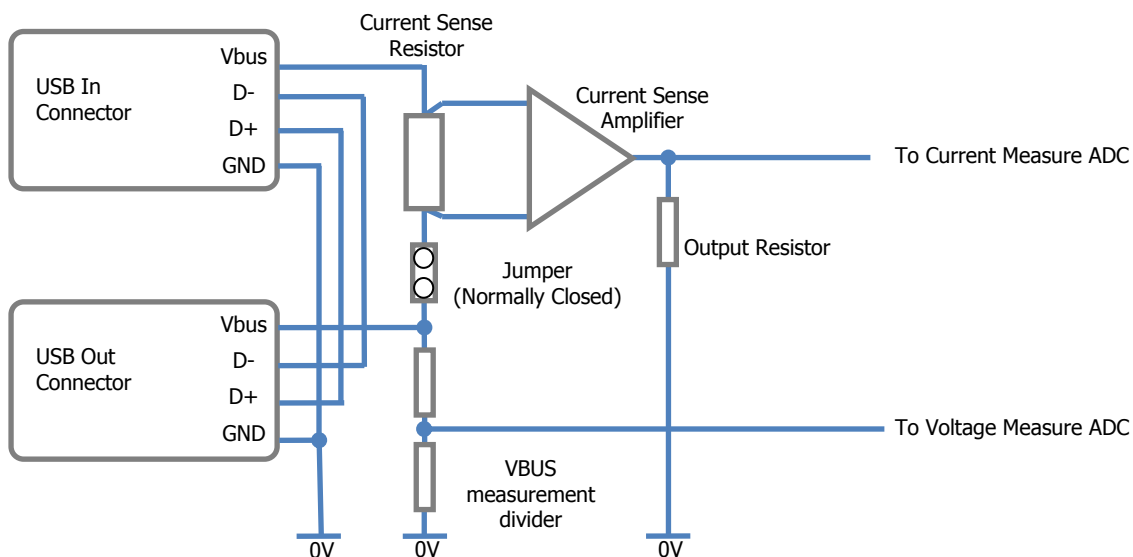 Current Sense
Resistor
Vbus
USB In
Connector
D-
D+
GND
Current Sense
Amplifier
To Current Measure ADC
Output Resistor
Jumper
(Normally Closed)
Vbus
USB Out
Connector
D-
D+
GND
To Voltage Measure ADC
VBUS
measurement
divider
0V
0V
0V